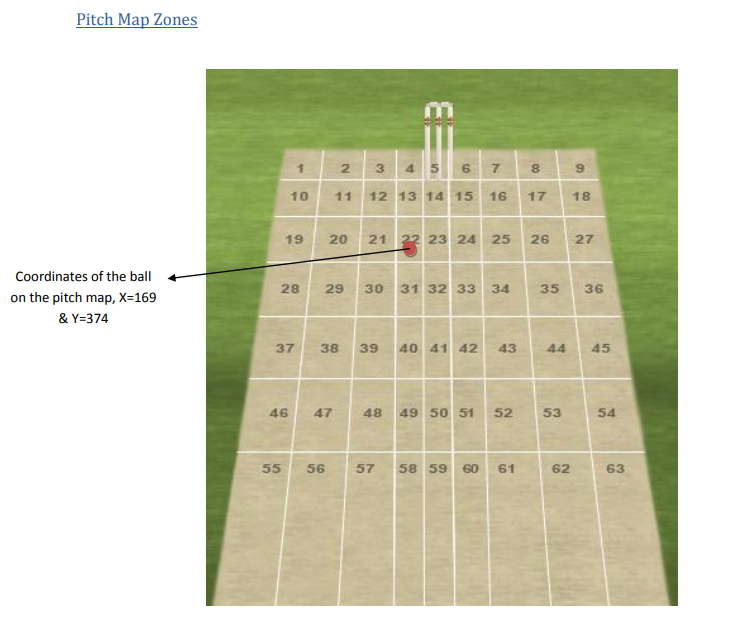 Pitch Map Zones
1 2 3 4 5 6 7 8 9
10 11 12 13 14 15 16 17 18
19 20 21 22 23 24 25 26 27
Coordinates of the ball
on the pitch map, X=169
& Y=374
28 29 30 31 32 33 34 35 36
37 38 39 40 41 42 43 44 45
46 47 48 49 50 51 52 53 54
55 56 57 58 59 60 61 62 63